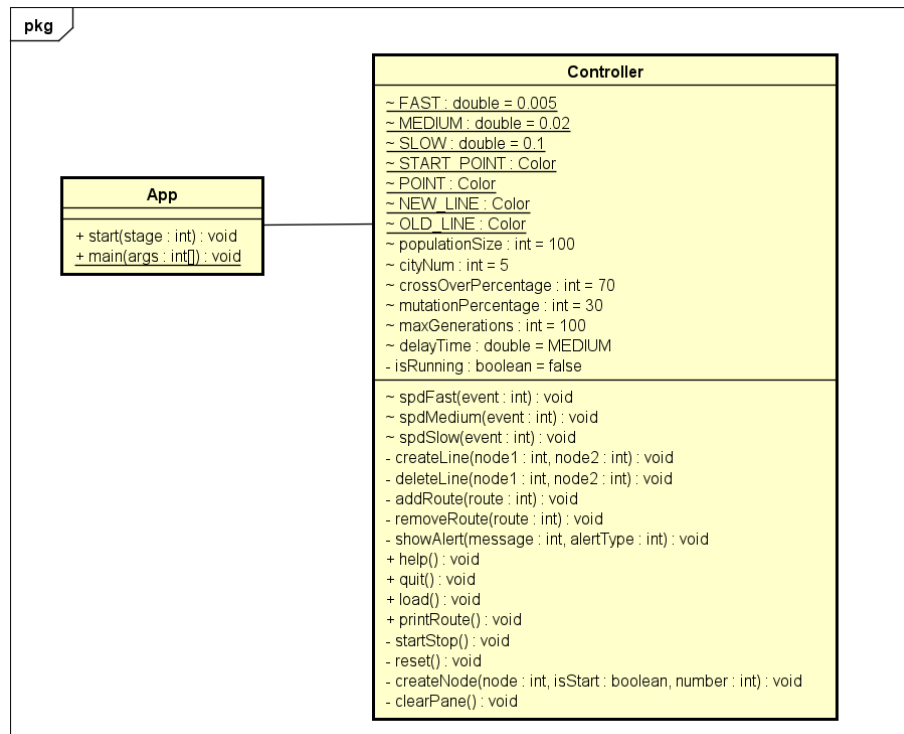 pkg
Controller
~ FAST : double = 0.005
~ MEDIUM : double = 0.02
~ SLOW : double = 0.1
~ START_POINT : Color
~ POINT : Color
~ NEW_LINE : Color
~ OLD_LINE : Color
~ populationSize : int = 100
~ cityNum : int = 5
~ crossOverPercentage : int = 70
~ mutationPercentage : int = 30
~ maxGenerations : int = 100
~ delayTime : double = MEDIUM
- isRunning : boolean = false
~ spdFast(event : int) : void
~ spdMedium(event : int) : void
~ spdSlow(event : int) : void
- createLine(node1 : int, node2 : int) : void
- deleteLine(node1 : int, node2 : int) : void
- addRoute(route : int) : void
- removeRoute(route : int) : void
- showAlert(message : int, alertType : int) : void
+ help() : void
+ quit() : void
+ load() : void
+ printRoute() : void
- startStop() : void
- reset() : void
- createNode(node : int, isStart : boolean, number : int) : void
- clearPane() : void
App
+ start(stage : int) : void
+ main(args : int[]) : void